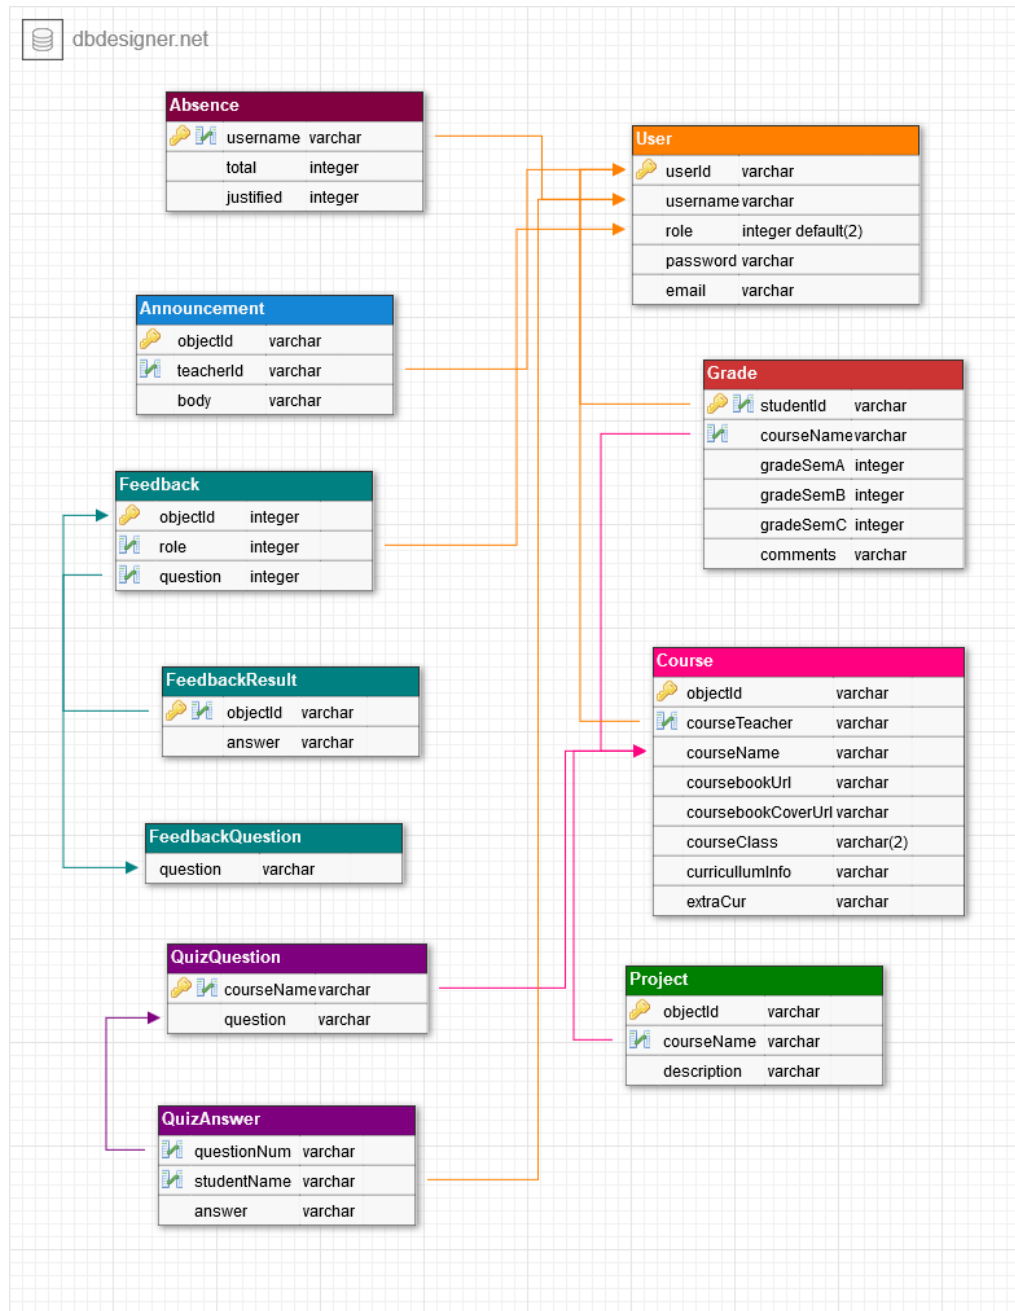 dbdesigner.net
Absence
username varchar
total integer
justified integer
User
userId varchar
username varchar
role integer default(2)
password varchar
email varchar
Announcement
objectId varchar
teacherId varchar
body varchar
Grade
studentId varchar
courseName varchar
gradeSemA integer
gradeSemB integer
gradeSemC integer
comments varchar
Feedback
objectId integer
role integer
question integer
FeedbackResult
objectId varchar
answer varchar
Course
objectId varchar
courseTeacher varchar
courseName varchar
coursebookUrl varchar
coursebookCoverUrl varchar
courseClass varchar(2)
curricullumInfo varchar
extraCur varchar
FeedbackQuestion
question varchar
QuizQuestion
courseName varchar
question varchar
Project
objectId varchar
courseName varchar
description varchar
QuizAnswer
questionNum varchar
studentName varchar
answer varchar